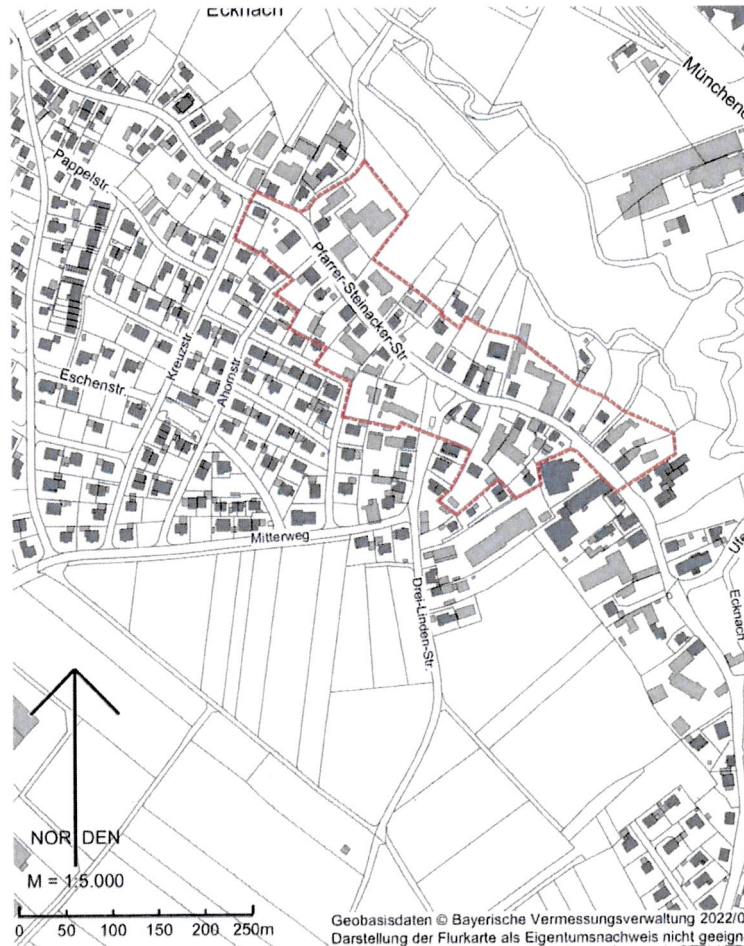 Ecknach
Münchene
Pappelstr.
Pfarrer-Steinacker-Str
Kreuzstr.
Ahornstr
Eschenstr.
Mitterweg
Drei-Linden-Str.
Ufe
Ecknach
NORDEN
M = 1:5.000
0 50 100 150 200 250m
Geobasisdaten © Bayerische Vermessungsverwaltung 2022/0
Darstellung der Flurkarte als Eigentumsnachweis nicht geeign